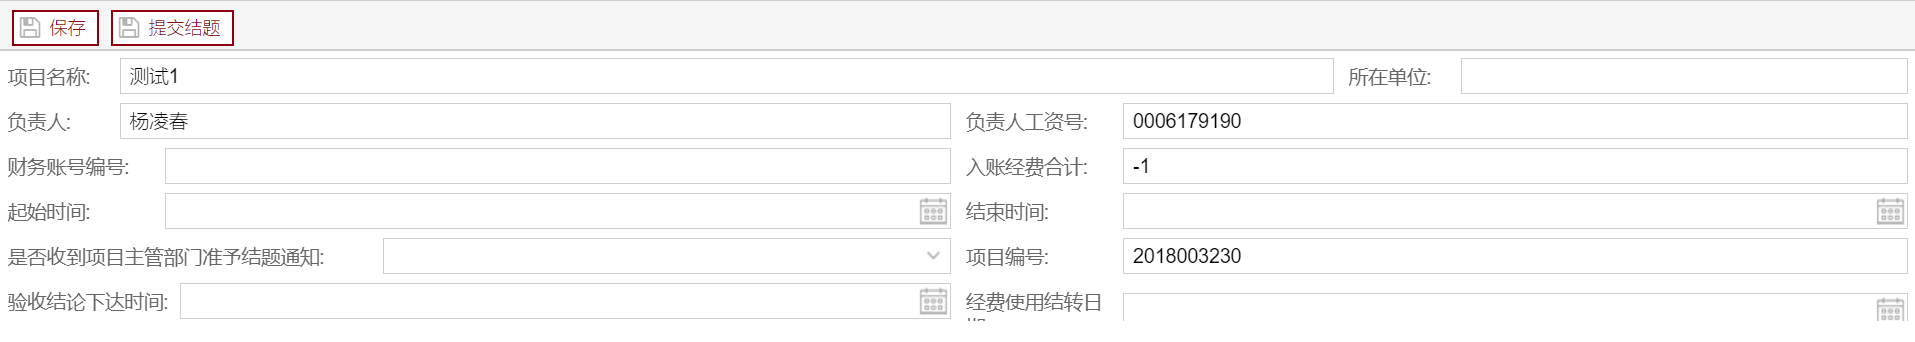 保存 提交结题
项目名称: 测试1 所在单位:
负责人: 杨凌春 负责人工资号: 0006179190
财务账号编号: 入账经费合计: -1
起始时间: 结束时间:
是否收到项目主管部门准予结题通知: 项目编号: 2018003230
验收结论下达时间: 经费使用结转日